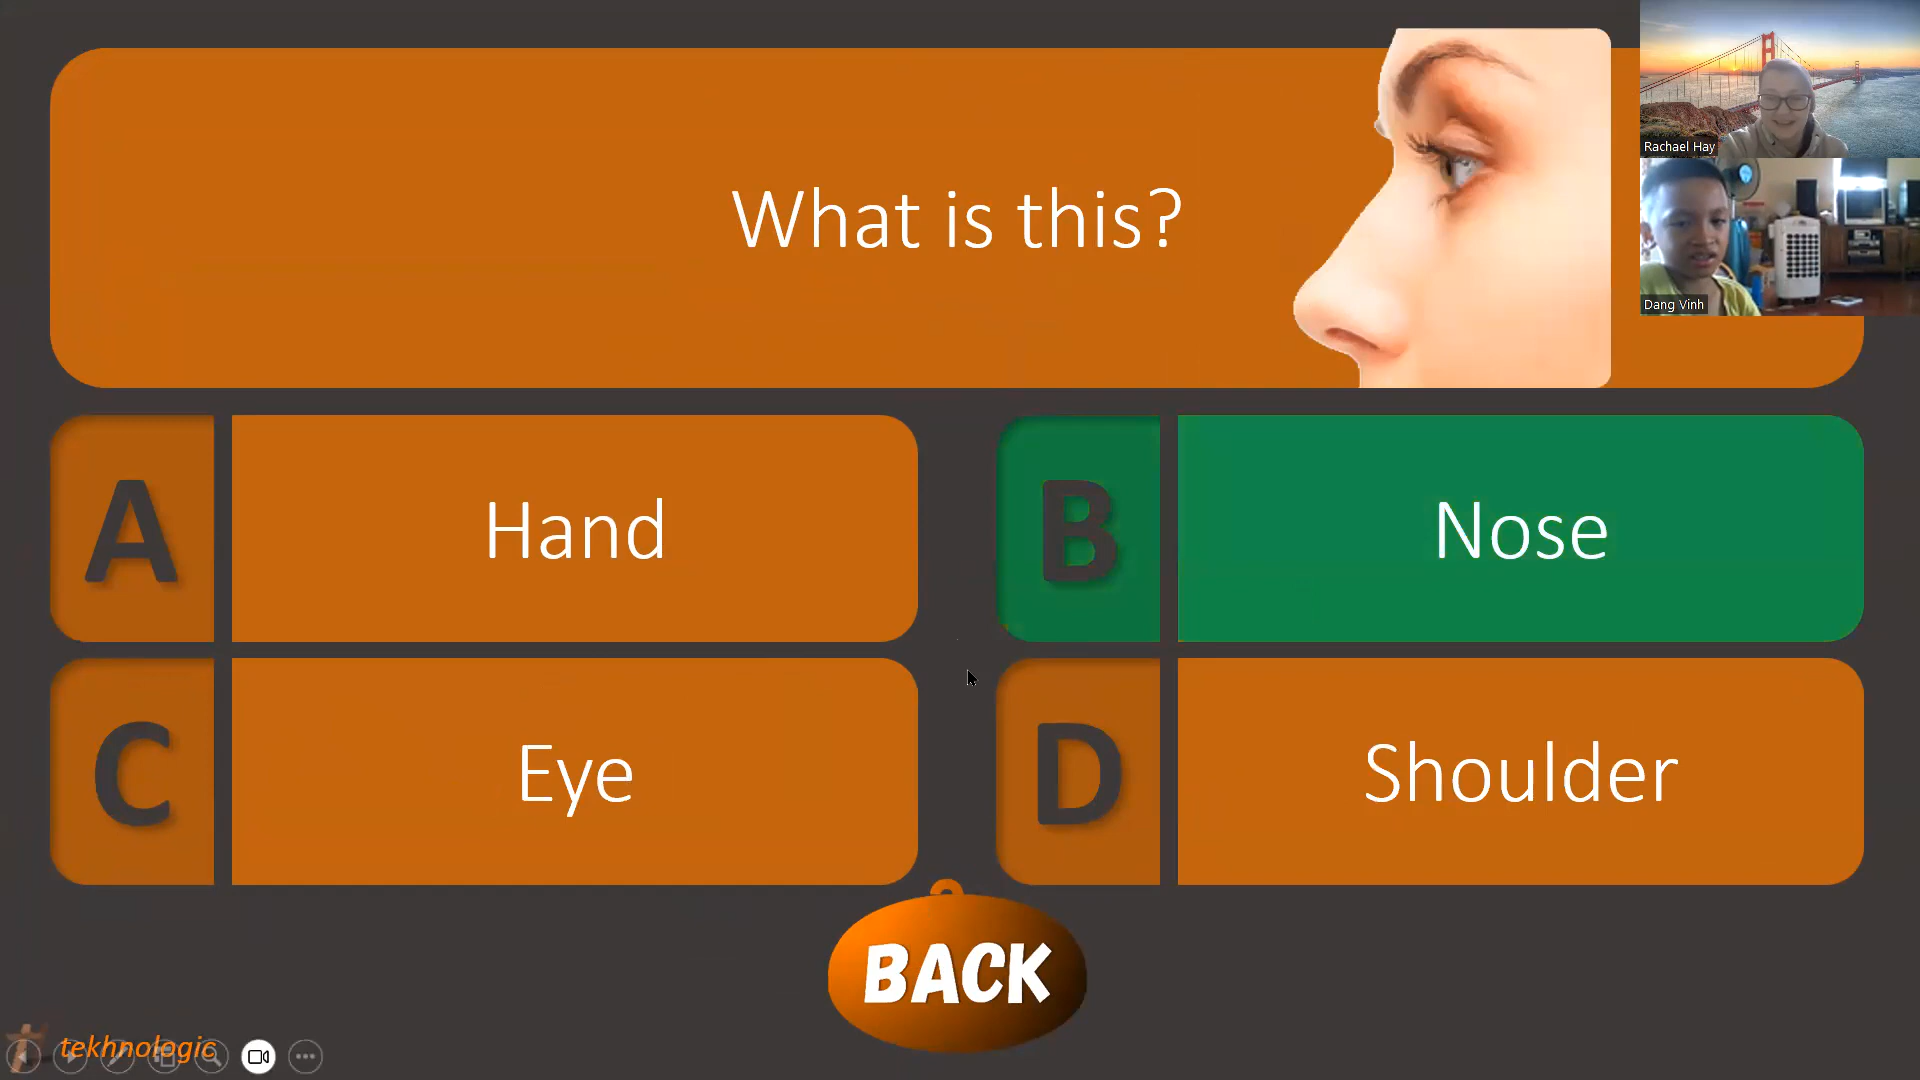 What is this?
Rachael Hay
Dang Vinh
A
Hand
B
Nose
C
Eye
D
Shoulder
BACK
tekhnologic